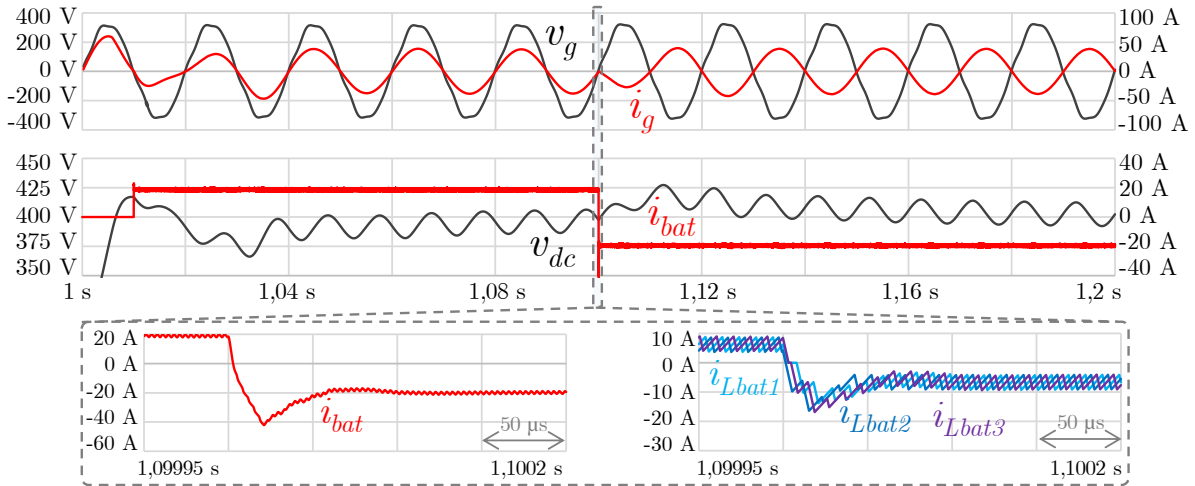 400 V
200 V
0 V
-200 V
-400 V
v_g
i_g
100 A
50 A
0 A
-50 A
-100 A
450 V
425 V
400 V
375 V
350 V
v_dc
i_bat
40 A
20 A
0 A
-20 A
-40 A
1 s
1,04 s
1,08 s
1,12 s
1,16 s
1,2 s
20 A
0 A
-20 A
-40 A
-60 A
i_bat
50 µs
1,09995 s
1,1002 s
10 A
0 A
-10 A
-20 A
-30 A
i_Lbat1
i_Lbat2
i_Lbat3
50 µs
1,09995 s
1,1002 s